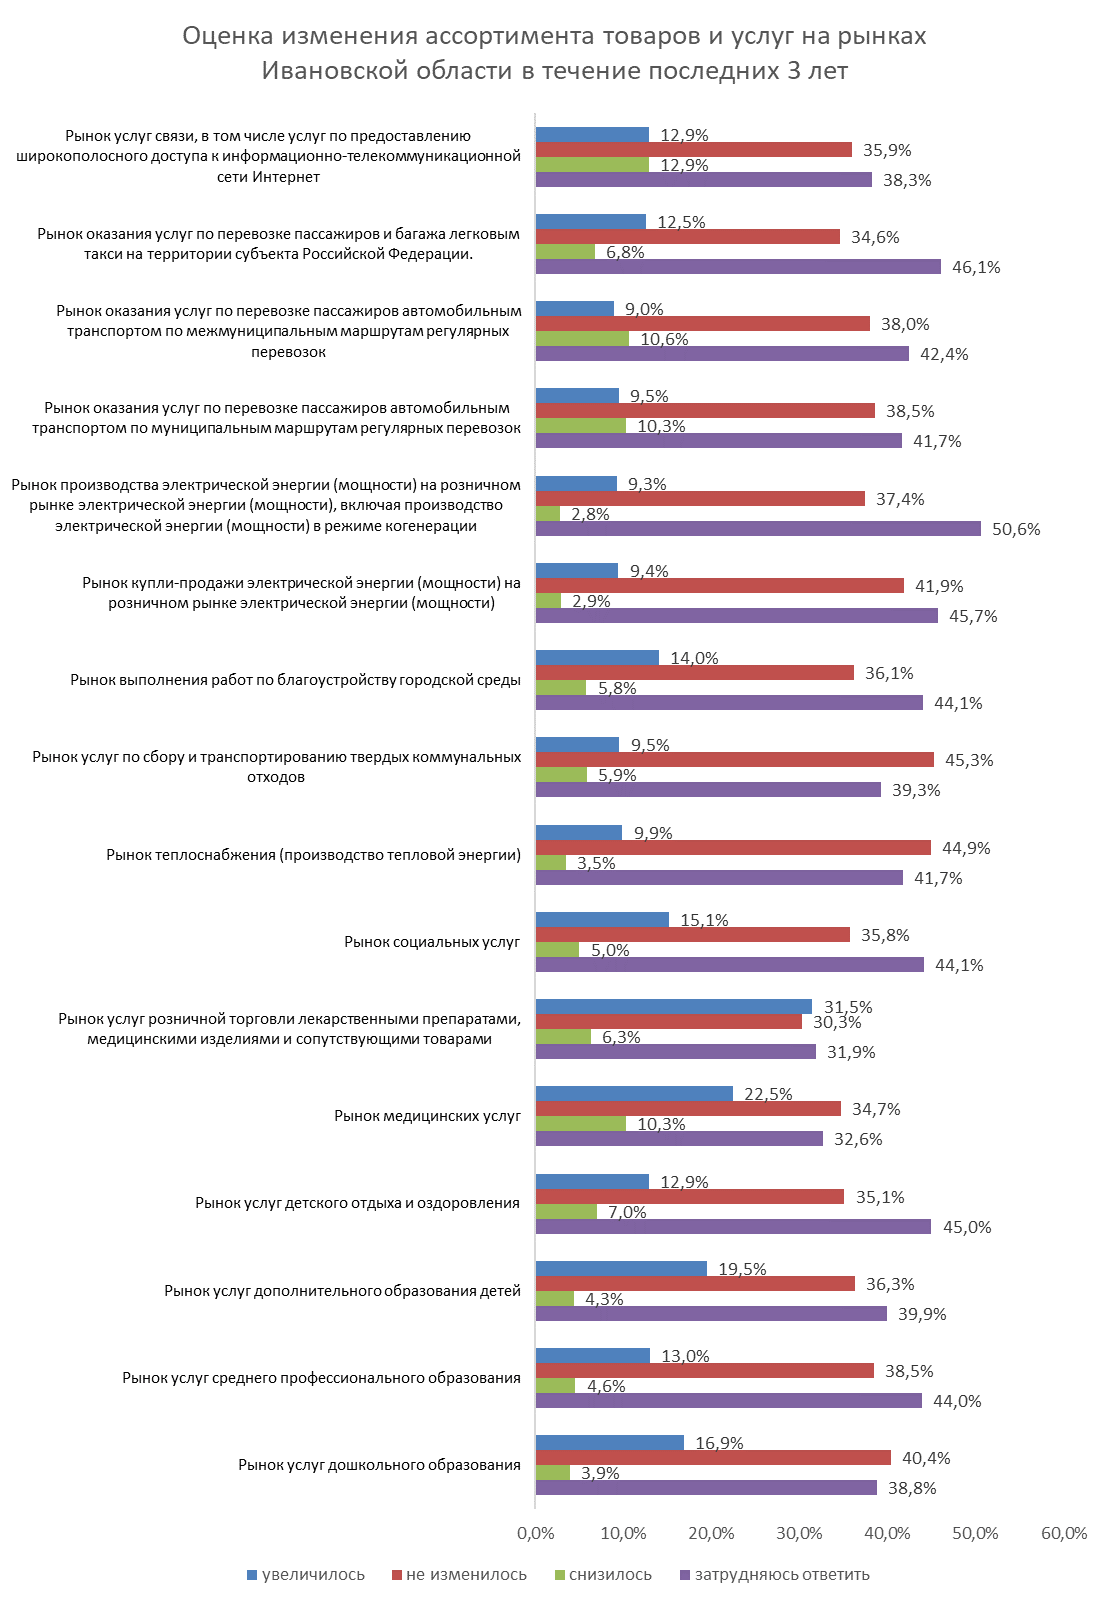 Оценка изменения ассортимента товаров и услуг на рынках
Ивановской области в течение последних 3 лет
Рынок услуг связи, в том числе услуг по предоставлению
широкополосного доступа к информационно-телекоммуникационной
сети Интернет
12,9%
35,9%
12,9%
38,3%
Рынок оказания услуг по перевозке пассажиров и багажа легковым
такси на территории субъекта Российской Федерации.
12,5%
34,6%
6,8%
46,1%
Рынок оказания услуг по перевозке пассажиров автомобильным
транспортом по межмуниципальным маршрутам регулярных
перевозок
9,0%
38,0%
10,6%
42,4%
Рынок оказания услуг по перевозке пассажиров автомобильным
транспортом по муниципальным маршрутам регулярных перевозок
9,5%
38,5%
10,3%
41,7%
Рынок производства электрической энергии (мощности) на розничном
рынке электрической энергии (мощности), включая производство
электрической энергии (мощности) в режиме когенерации
9,3%
37,4%
2,8%
50,6%
Рынок купли-продажи электрической энергии (мощности) на
розничном рынке электрической энергии (мощности)
9,4%
41,9%
2,9%
45,7%
Рынок выполнения работ по благоустройству городской среды
14,0%
36,1%
5,8%
44,1%
Рынок услуг по сбору и транспортированию твердых коммунальных
отходов
9,5%
45,3%
5,9%
39,3%
Рынок теплоснабжения (производство тепловой энергии)
9,9%
44,9%
3,5%
41,7%
Рынок социальных услуг
15,1%
35,8%
5,0%
44,1%
Рынок услуг розничной торговли лекарственными препаратами,
медицинскими изделиями и сопутствующими товарами
31,5%
30,3%
6,3%
31,9%
Рынок медицинских услуг
22,5%
34,7%
10,3%
32,6%
Рынок услуг детского отдыха и оздоровления
12,9%
35,1%
7,0%
45,0%
Рынок услуг дополнительного образования детей
19,5%
36,3%
4,3%
39,9%
Рынок услуг среднего профессионального образования
13,0%
38,5%
4,6%
44,0%
Рынок услуг дошкольного образования
16,9%
40,4%
3,9%
38,8%
0,0% 10,0% 20,0% 30,0% 40,0% 50,0% 60,0%
увеличилось не изменилось снизилось затрудняюсь ответить